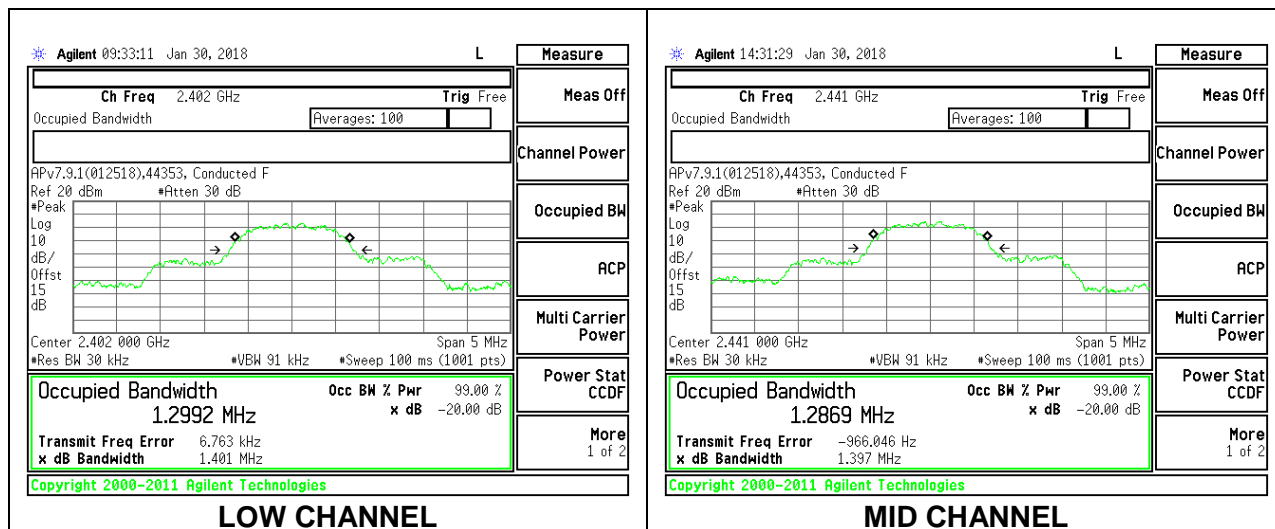 Agilent 09:33:11 Jan 30, 2018 L
Measure
Ch Freq 2.402 GHz Trig Free
Occupied Bandwidth Averages: 100
APv7.9.1(012518),44353, Conducted F
Ref 20 dBm #Atten 30 dB
#Peak
Log
10
dB/
Offst
15
dB
Center 2.402 000 GHz Span 5 MHz
#Res BW 30 kHz #VBW 91 kHz #Sweep 100 ms (1001 pts)
Occupied Bandwidth Occ BW % Pwr 99.00 %
1.2992 MHz x dB -20.00 dB
Transmit Freq Error 6.763 kHz
x dB Bandwidth 1.401 MHz
Copyright 2000-2011 Agilent Technologies
Meas Off
Channel Power
Occupied BW
ACP
Multi Carrier
Power
Power Stat
CCDF
More
1 of 2
LOW CHANNEL
Agilent 14:31:29 Jan 30, 2018 L
Measure
Ch Freq 2.441 GHz Trig Free
Occupied Bandwidth Averages: 100
APv7.9.1(012518),44353, Conducted F
Ref 20 dBm #Atten 30 dB
#Peak
Log
10
dB/
Offst
15
dB
Center 2.441 000 GHz Span 5 MHz
#Res BW 30 kHz #VBW 91 kHz #Sweep 100 ms (1001 pts)
Occupied Bandwidth Occ BW % Pwr 99.00 %
1.2869 MHz x dB -20.00 dB
Transmit Freq Error -966.046 Hz
x dB Bandwidth 1.397 MHz
Copyright 2000-2011 Agilent Technologies
Meas Off
Channel Power
Occupied BW
ACP
Multi Carrier
Power
Power Stat
CCDF
More
1 of 2
MID CHANNEL